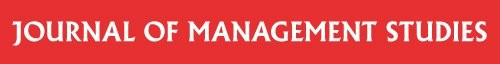 JOURNAL OF MANAGEMENT STUDIES